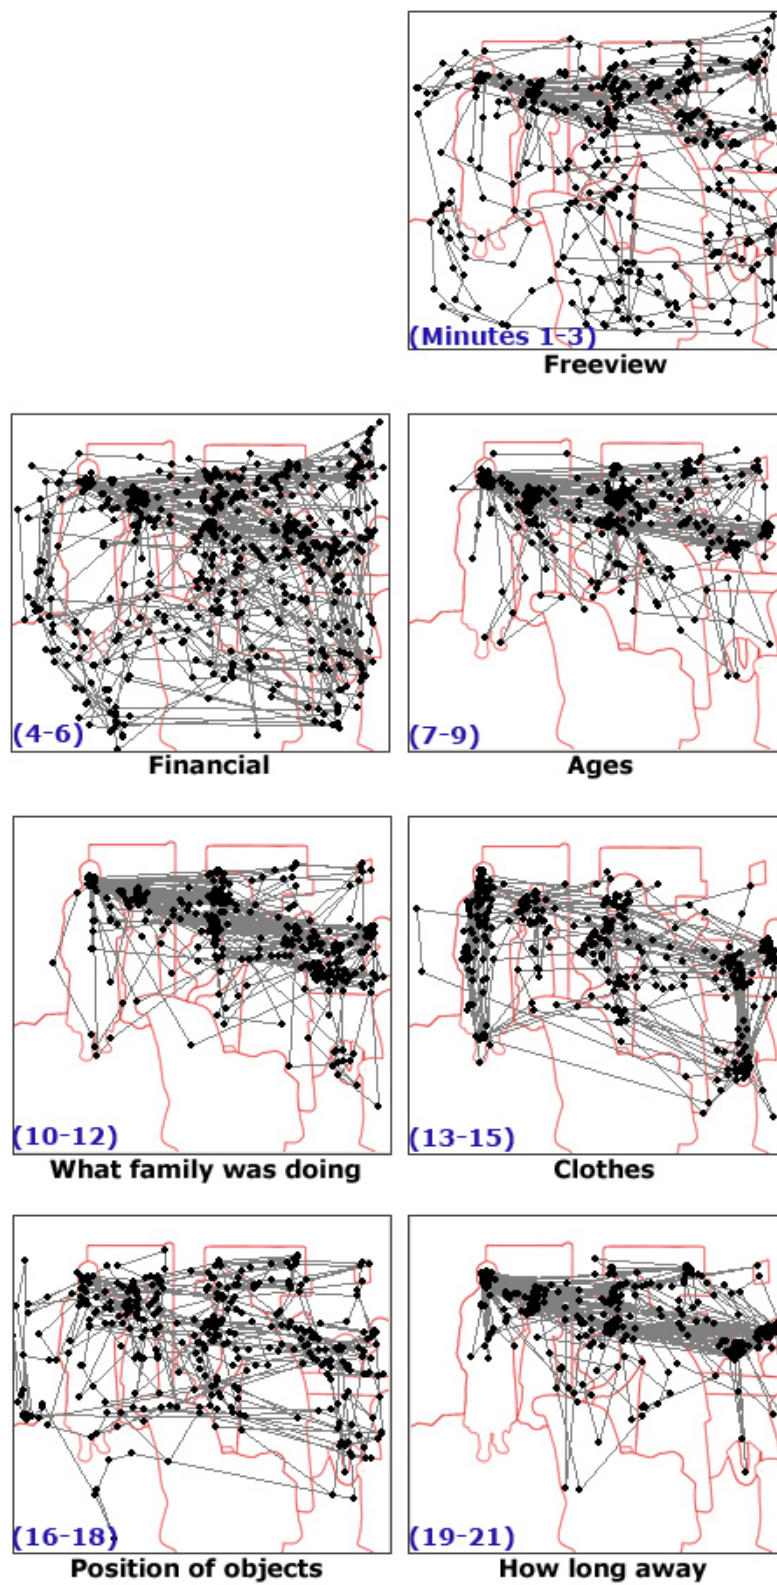 (Minutes 1-3)
Freeview
(4-6)
Financial
(7-9)
Ages
(10-12)
What family was doing
(13-15)
Clothes
(16-18)
Position of objects
(19-21)
How long away